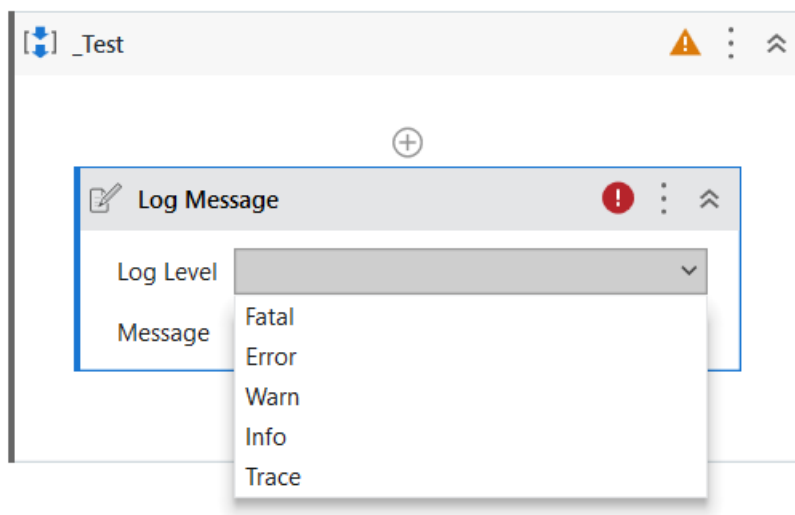 _Test
Log Message
Log Level
Message
Fatal
Error
Warn
Info
Trace